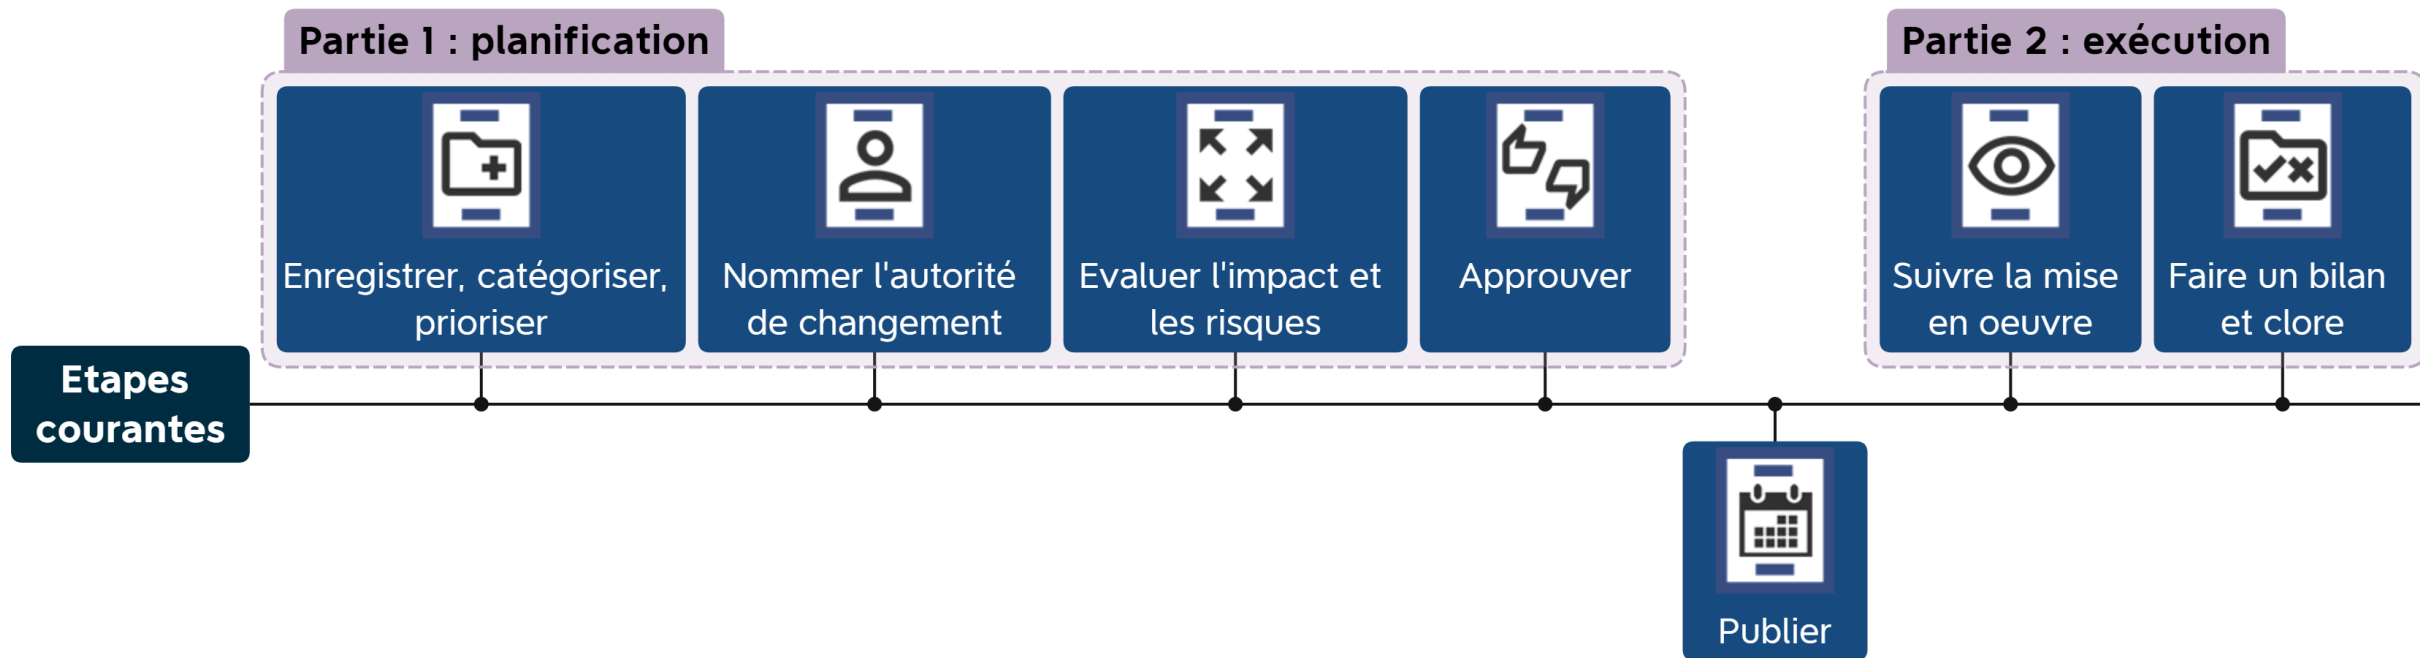 Partie 1 : planification
Partie 2 : exécution
Enregistrer, catégoriser,
prioriser
Nommer l'autorité
de changement
Evaluer l'impact et
les risques
Approuver
Suivre la mise
en oeuvre
Faire un bilan
et clore
Etapes
courantes
Publier